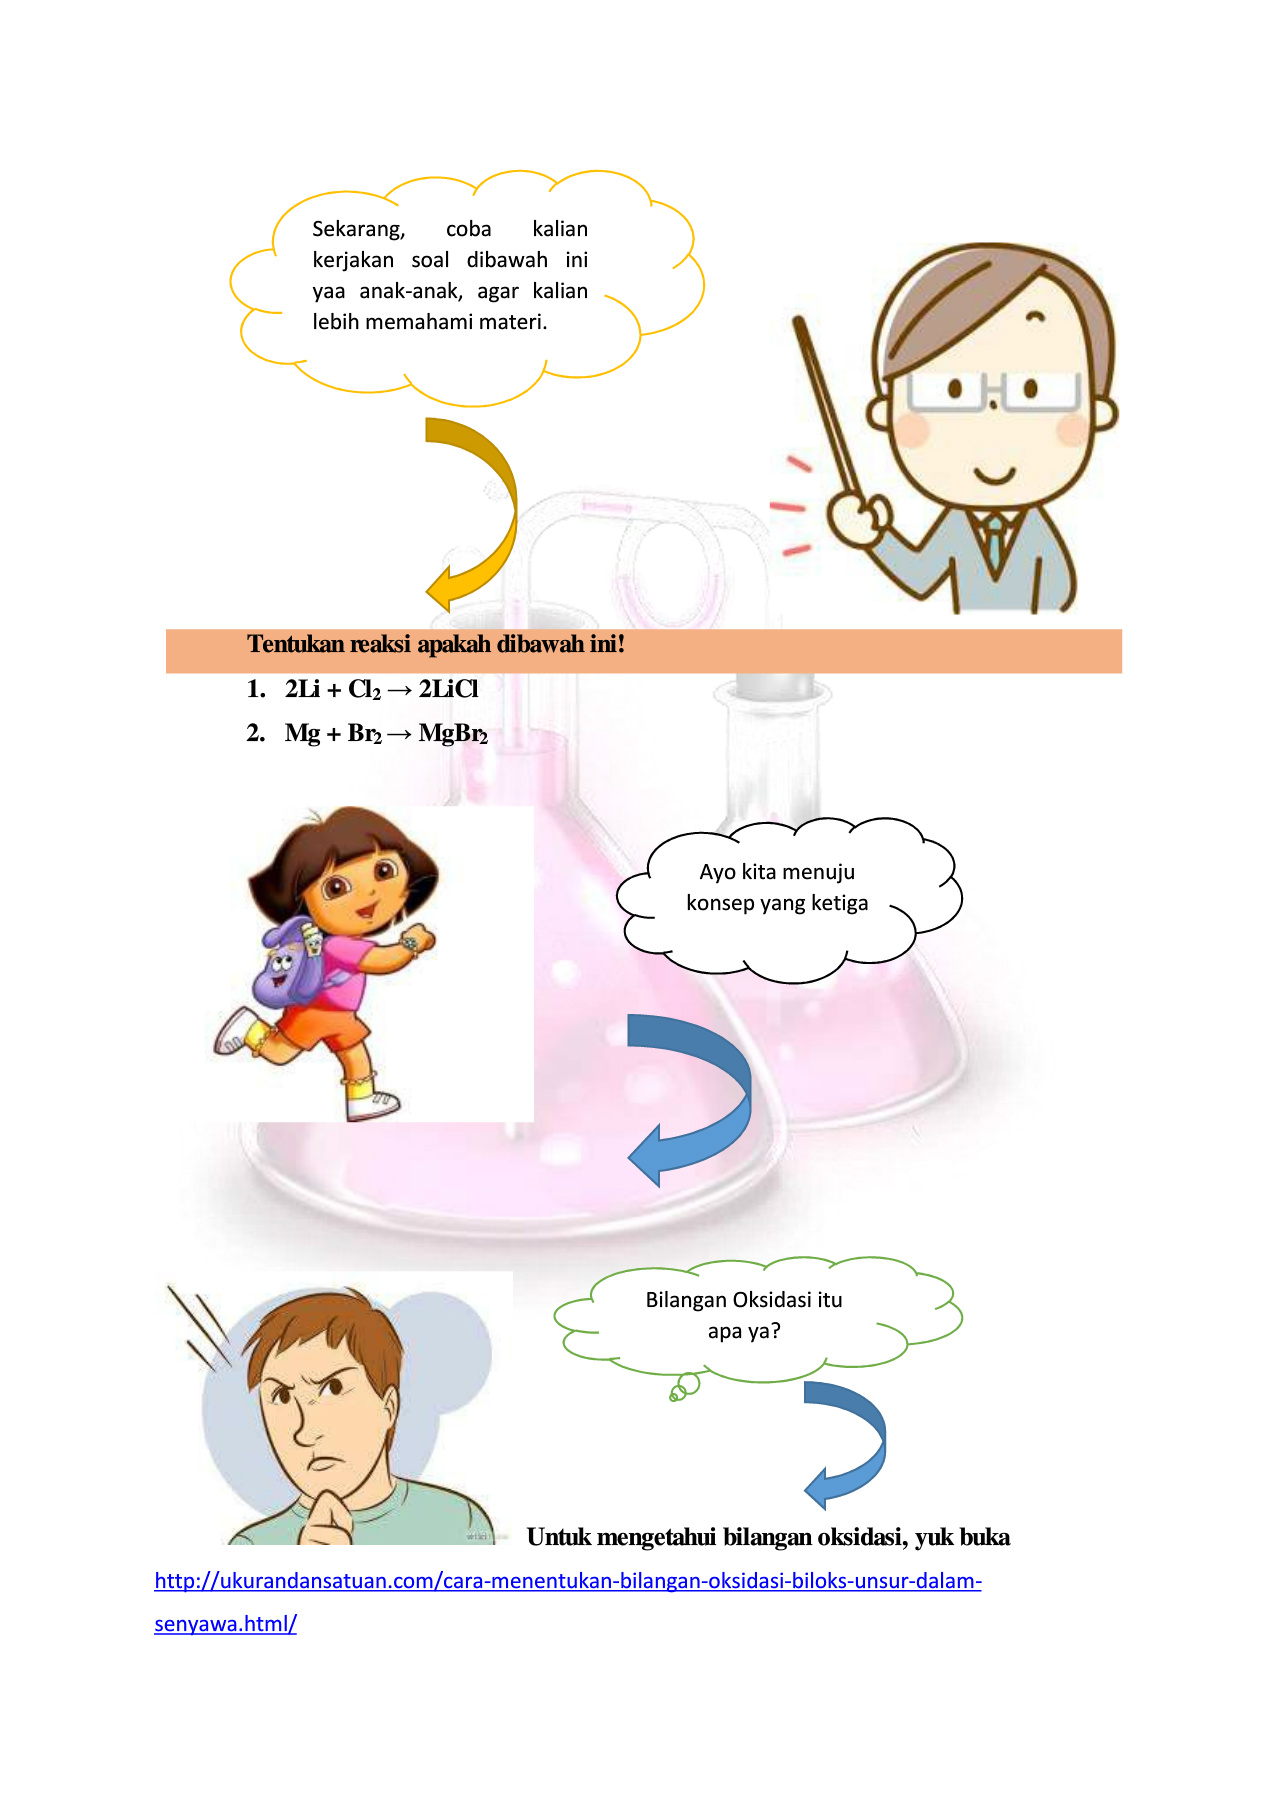 Sekarang, coba kalian
kerjakan soal dibawah ini
yaa anak-anak, agar kalian
lebih memahami materi.
Tentukan reaksi apakah dibawah ini!
1. 2Li + Cl₂ → 2LiCl
2. Mg + Br₂ → MgBr₂
Ayo kita menuju
konsep yang ketiga
Bilangan Oksidasi itu
apa ya?
Untuk mengetahui bilangan oksidasi, yuk buka
http://ukurandansatuan.com/cara-menentukan-bilangan-oksidasi-biloks-unsur-dalam-
senyawa.html/